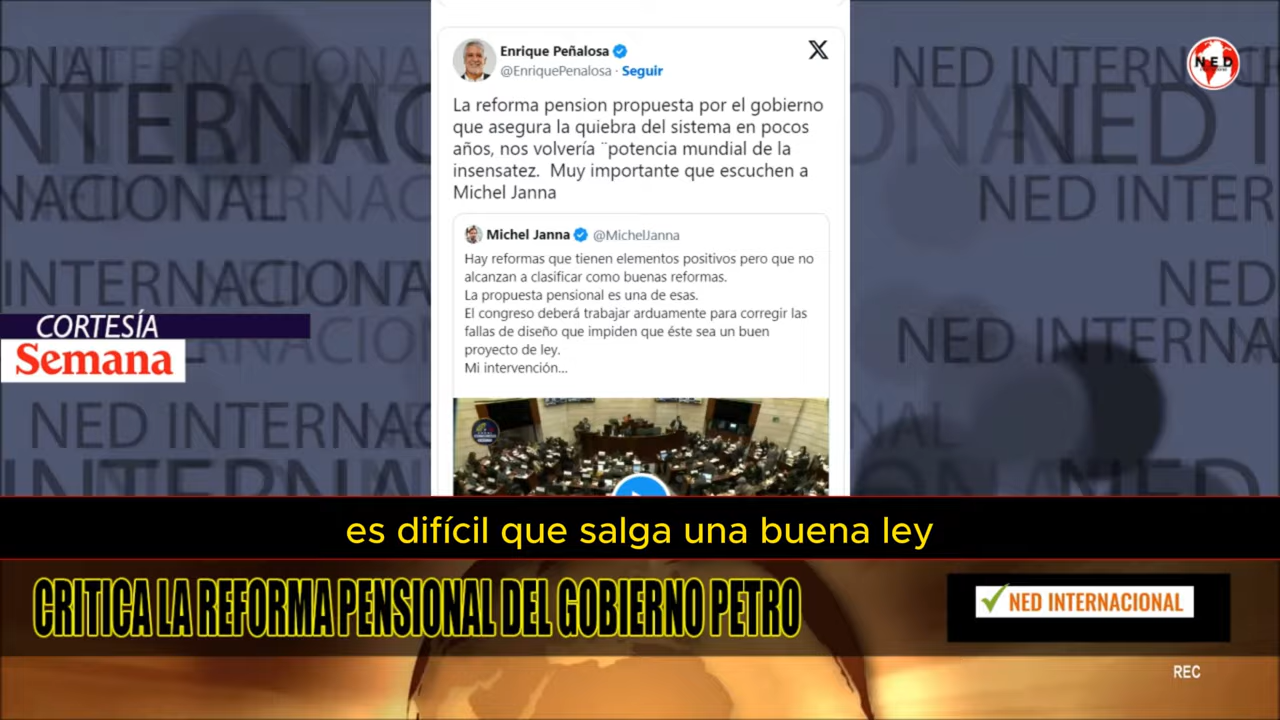 Enrique Peñalosa
@EnriquePenalosa · Seguir
La reforma pension propuesta por el gobierno
que asegura la quiebra del sistema en pocos
años, nos volvería ¨potencia mundial de la
insensatez. Muy importante que escuchen a
Michel Janna
Michel Janna @MichelJanna
Hay reformas que tienen elementos positivos pero que no
alcanzan a clasificar como buenas reformas.
La propuesta pensional es una de esas.
El congreso deberá trabajar arduamente para corregir las
fallas de diseño que impiden que éste sea un buen
proyecto de ley.
Mi intervención...
NED
CORTESÍA
Semana
NED INTERNACIONAL
es difícil que salga una buena ley
CRITICA LA REFORMA PENSIONAL DEL GOBIERNO PETRO
NED INTERNACIONAL
REC